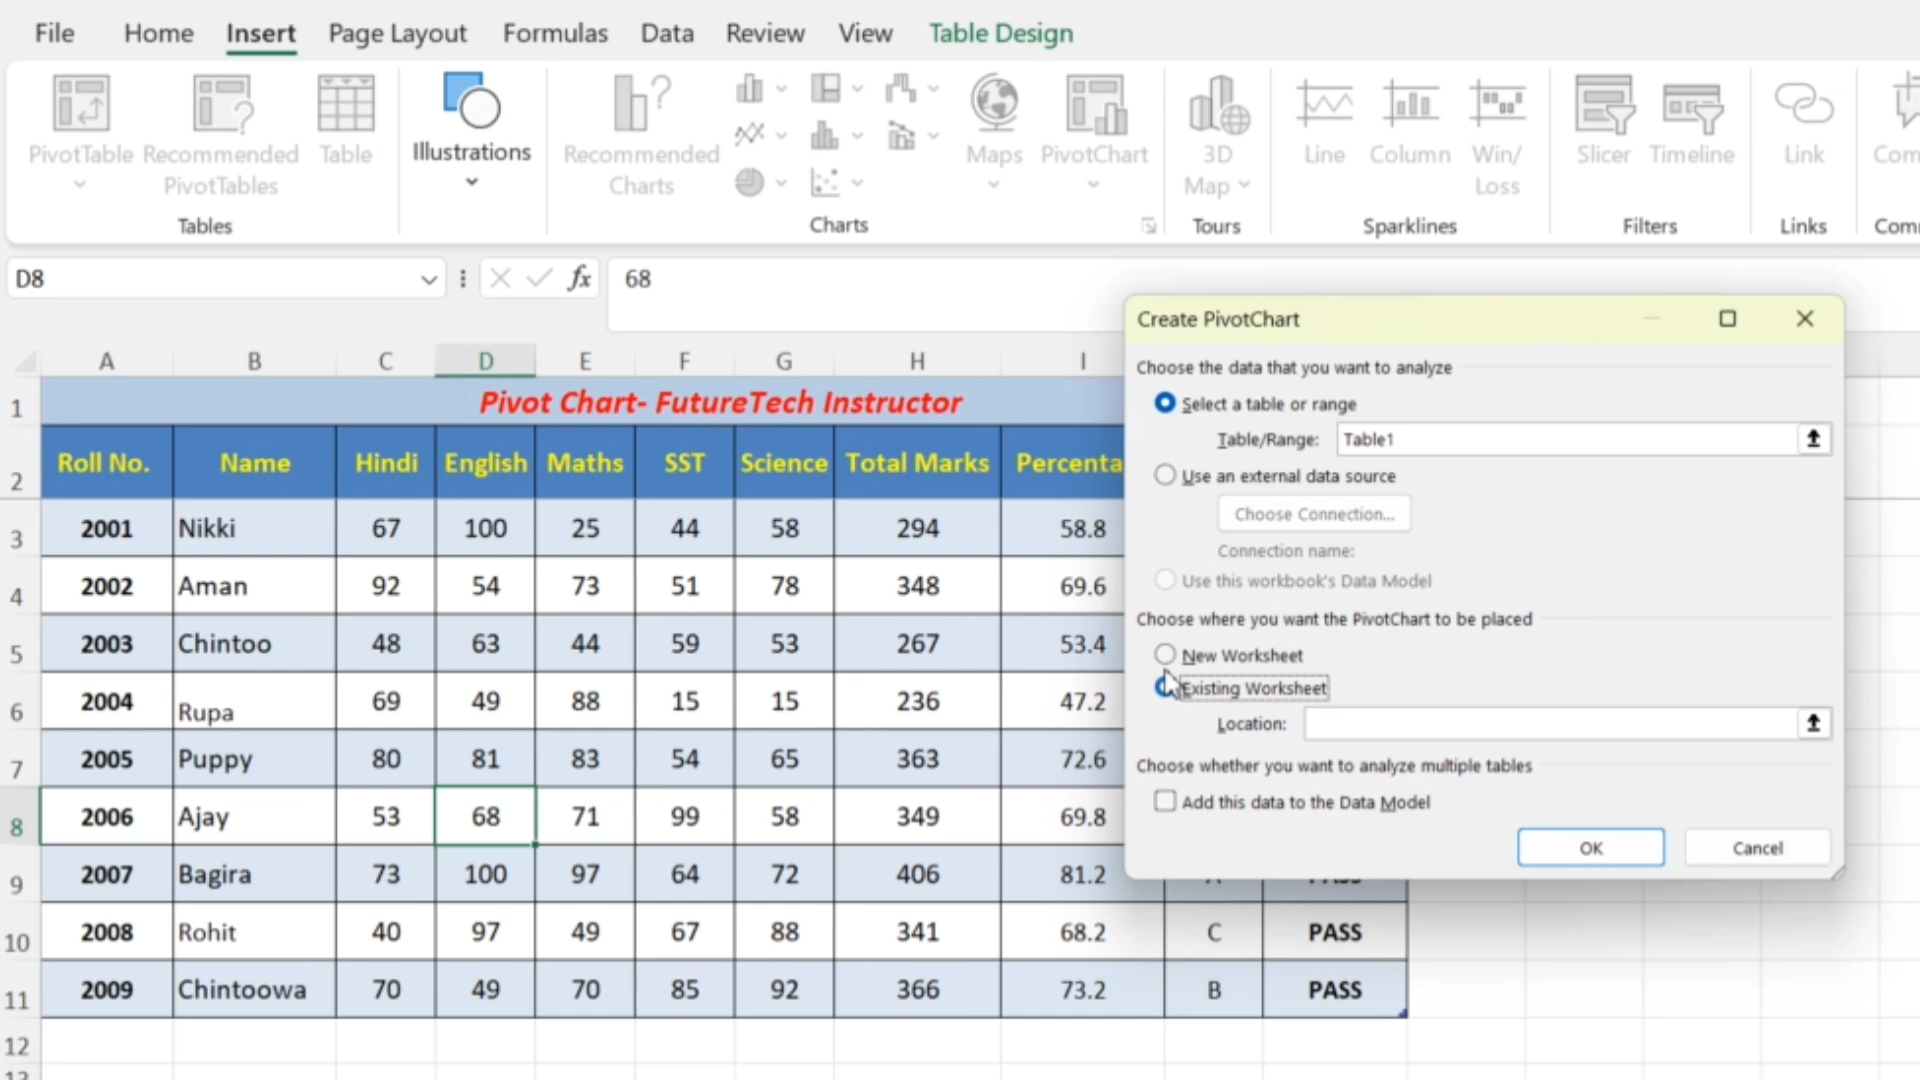 File Home Insert Page Layout Formulas Data Review View Table Design
PivotTable Recommended PivotTables Table Illustrations Recommended Charts Maps PivotChart 3D Map Line Column Win/ Loss Slicer Timeline Link Com
Tables Charts Tours Sparklines Filters Links Com
D8 fx 68
A B C D E F G H I
1 Pivot Chart- FutureTech Instructor
2 Roll No. Name Hindi English Maths SST Science Total Marks Percenta
3 2001 Nikki 67 100 25 44 58 294 58.8
4 2002 Aman 92 54 73 51 78 348 69.6
5 2003 Chintoo 48 63 44 59 53 267 53.4
6 2004 Rupa 69 49 88 15 15 236 47.2
7 2005 Puppy 80 81 83 54 65 363 72.6
8 2006 Ajay 53 68 71 99 58 349 69.8
9 2007 Bagira 73 100 97 64 72 406 81.2
10 2008 Rohit 40 97 49 67 88 341 68.2 C PASS
11 2009 Chintoowa 70 49 70 85 92 366 73.2 B PASS
12
Create PivotChart
Choose the data that you want to analyze
Select a table or range
Table/Range: Table1
Use an external data source
Choose Connection...
Connection name:
Use this workbook's Data Model
Choose where you want the PivotChart to be placed
New Worksheet
Existing Worksheet
Location:
Choose whether you want to analyze multiple tables
Add this data to the Data Model
OK Cancel